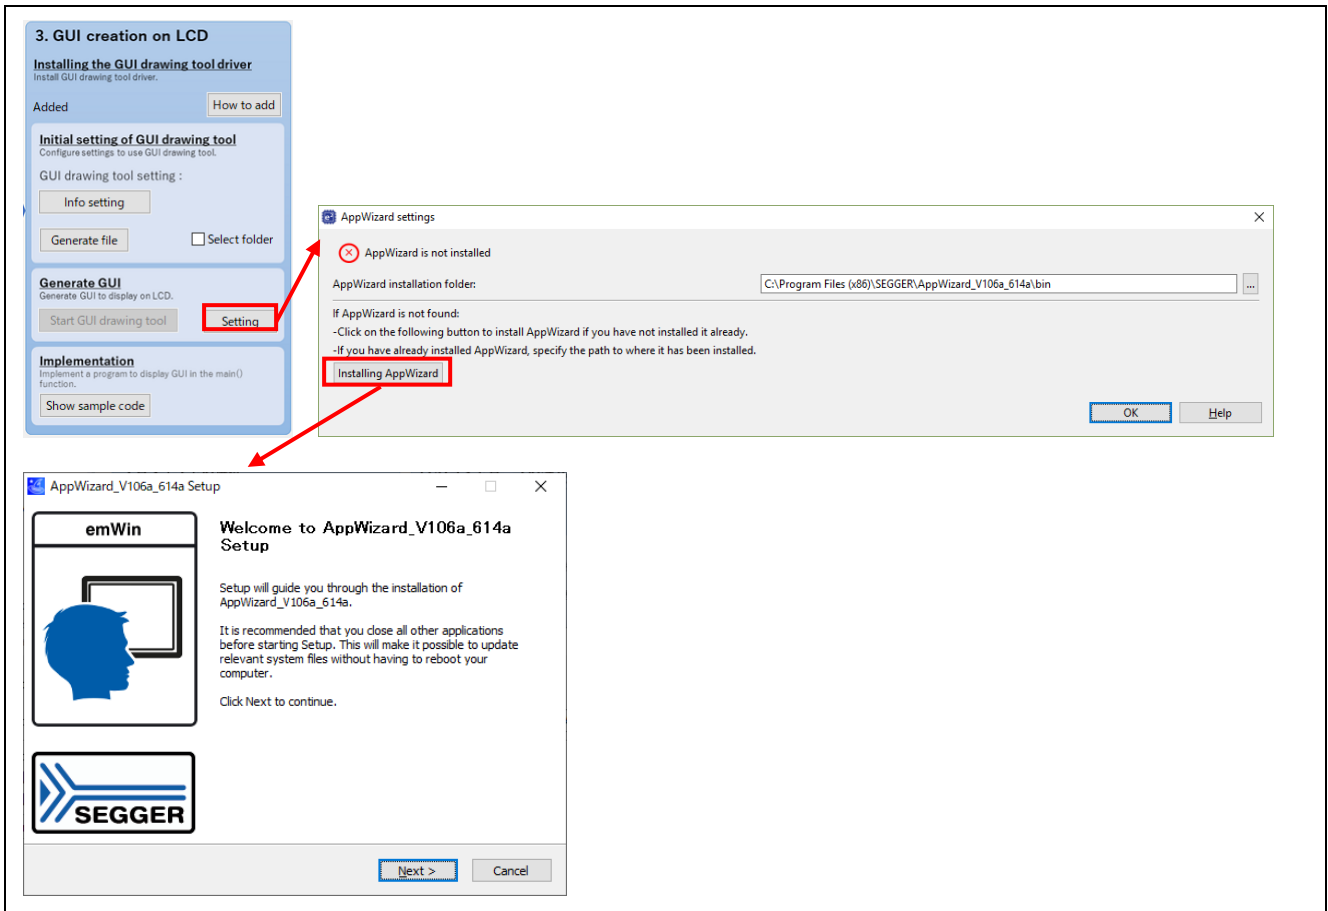 3. GUI creation on LCD
Installing the GUI drawing tool driver
Install GUI drawing tool driver.
Added
How to add
Initial setting of GUI drawing tool
Configure settings to use GUI drawing tool.
GUI drawing tool setting :
Info setting
Generate file
Select folder
Generate GUI
Generate GUI to display on LCD.
Start GUI drawing tool
Setting
Implementation
Implement a program to display GUI in the main()
function.
Show sample code
AppWizard settings
AppWizard is not installed
AppWizard installation folder:
C:\Program Files (x86)\SEGGER\AppWizard_V106a_614a\bin
...
If AppWizard is not found:
-Click on the following button to install AppWizard if you have not installed it already.
-If you have already installed AppWizard, specify the path to where it has been installed.
Installing AppWizard
OK
Help
AppWizard_V106a_614a Setup
emWin
Welcome to AppWizard_V106a_614a
Setup
Setup will guide you through the installation of
AppWizard_V106a_614a.
It is recommended that you close all other applications
before starting Setup. This will make it possible to update
relevant system files without having to reboot your
computer.
Click Next to continue.
SEGGER
Next >
Cancel